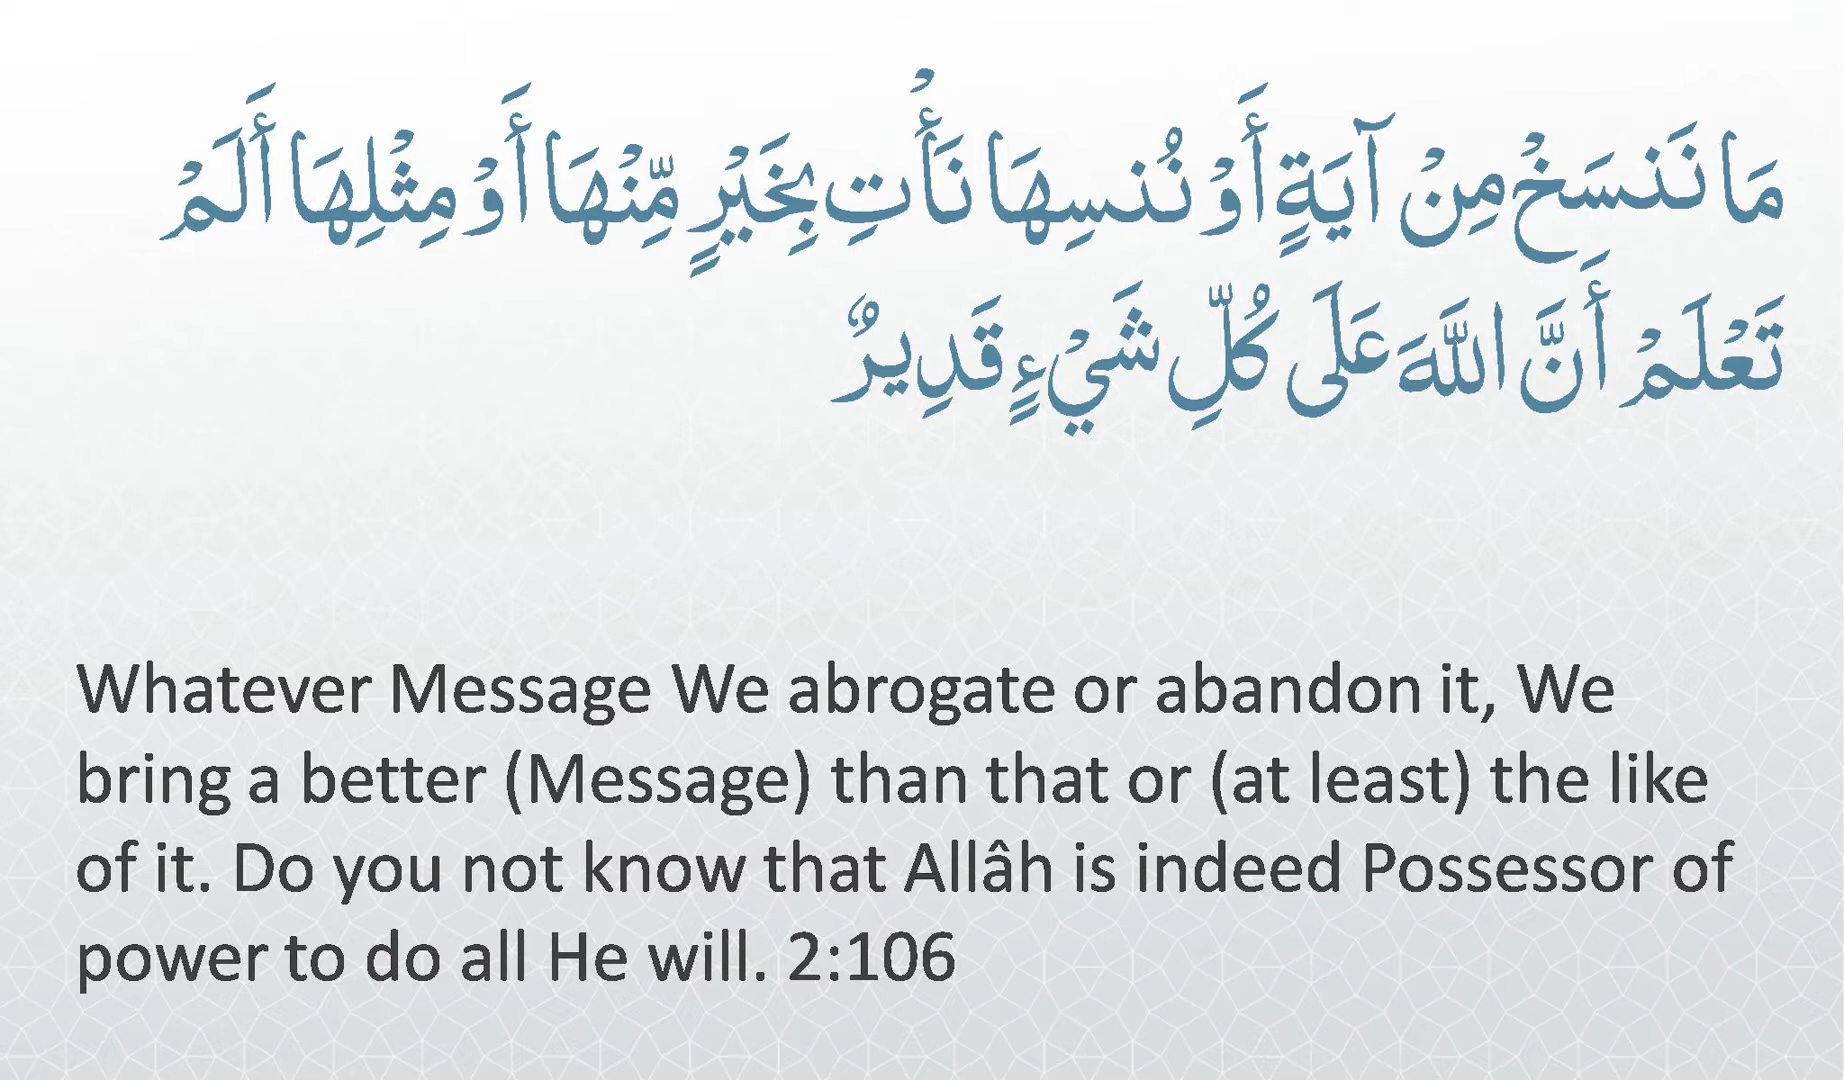 مَا نَنسَخْ مِنْ آيَةٍ أَوْ نُنسِهَا نَأْتِ بِخَيْرٍ مِّنْهَا أَوْ مِثْلِهَا أَلَمْ
تَعْلَمْ أَنَّ اللَّهَ عَلَى كُلِّ شَيْءٍ قَدِيرٌ
Whatever Message We abrogate or abandon it, We
bring a better (Message) than that or (at least) the like
of it. Do you not know that Allâh is indeed Possessor of
power to do all He will. 2:106